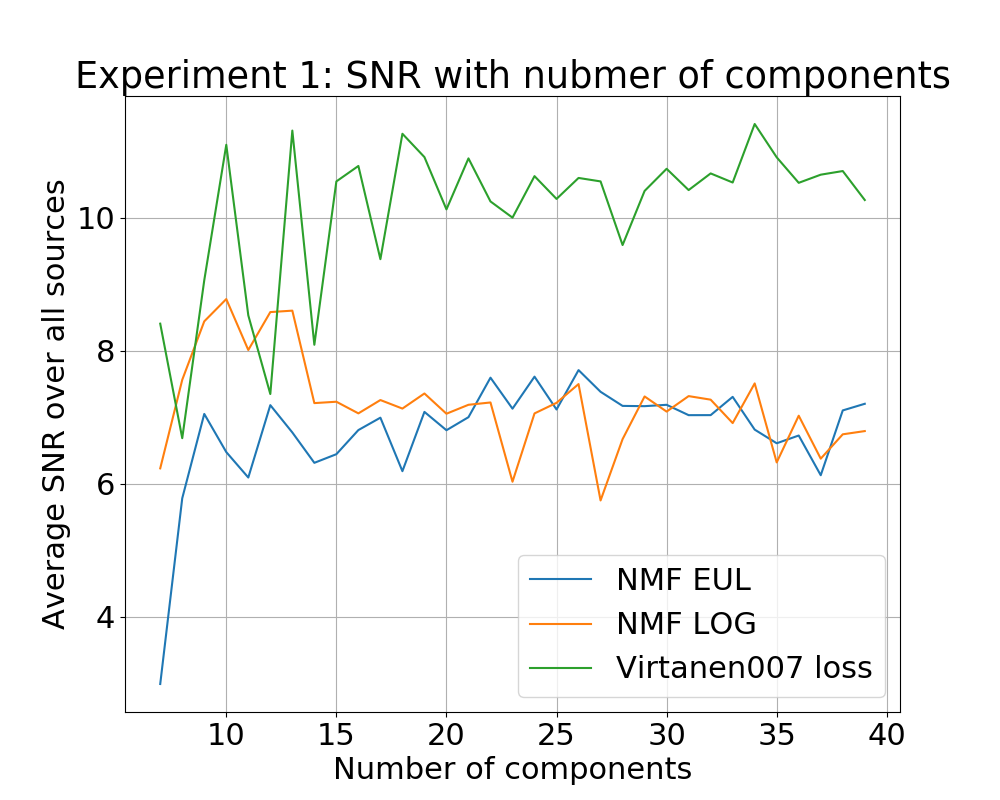 Experiment 1: SNR with nubmer of components
Average SNR over all sources
10
8
6
4
NMF EUL
NMF LOG
Virtanen007 loss
10 15 20 25 30 35 40
Number of components